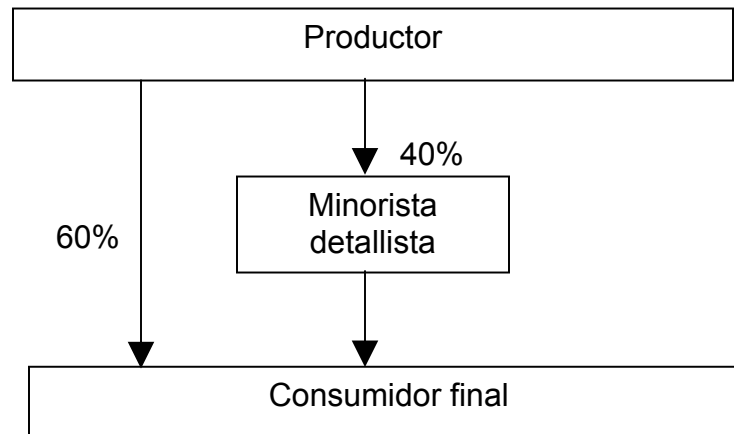 Productor
40%
Minorista
detallista
60%
Consumidor final